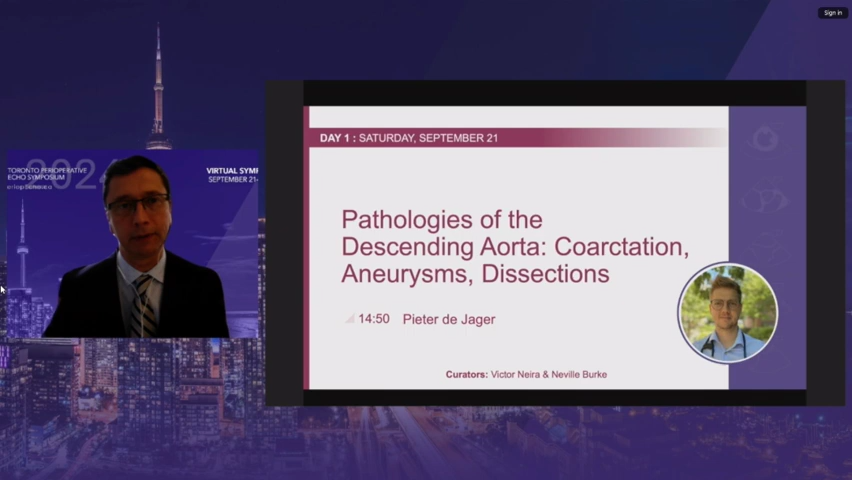 Sign in
TORONTO PERIOPERATIVE
ECHO SYMPOSIUM
2024
VIRTUAL SYMP
SEPTEMBER 21-
DAY 1 : SATURDAY, SEPTEMBER 21
Pathologies of the
Descending Aorta: Coarctation,
Aneurysms, Dissections
14:50 Pieter de Jager
Curators: Victor Neira & Neville Burke